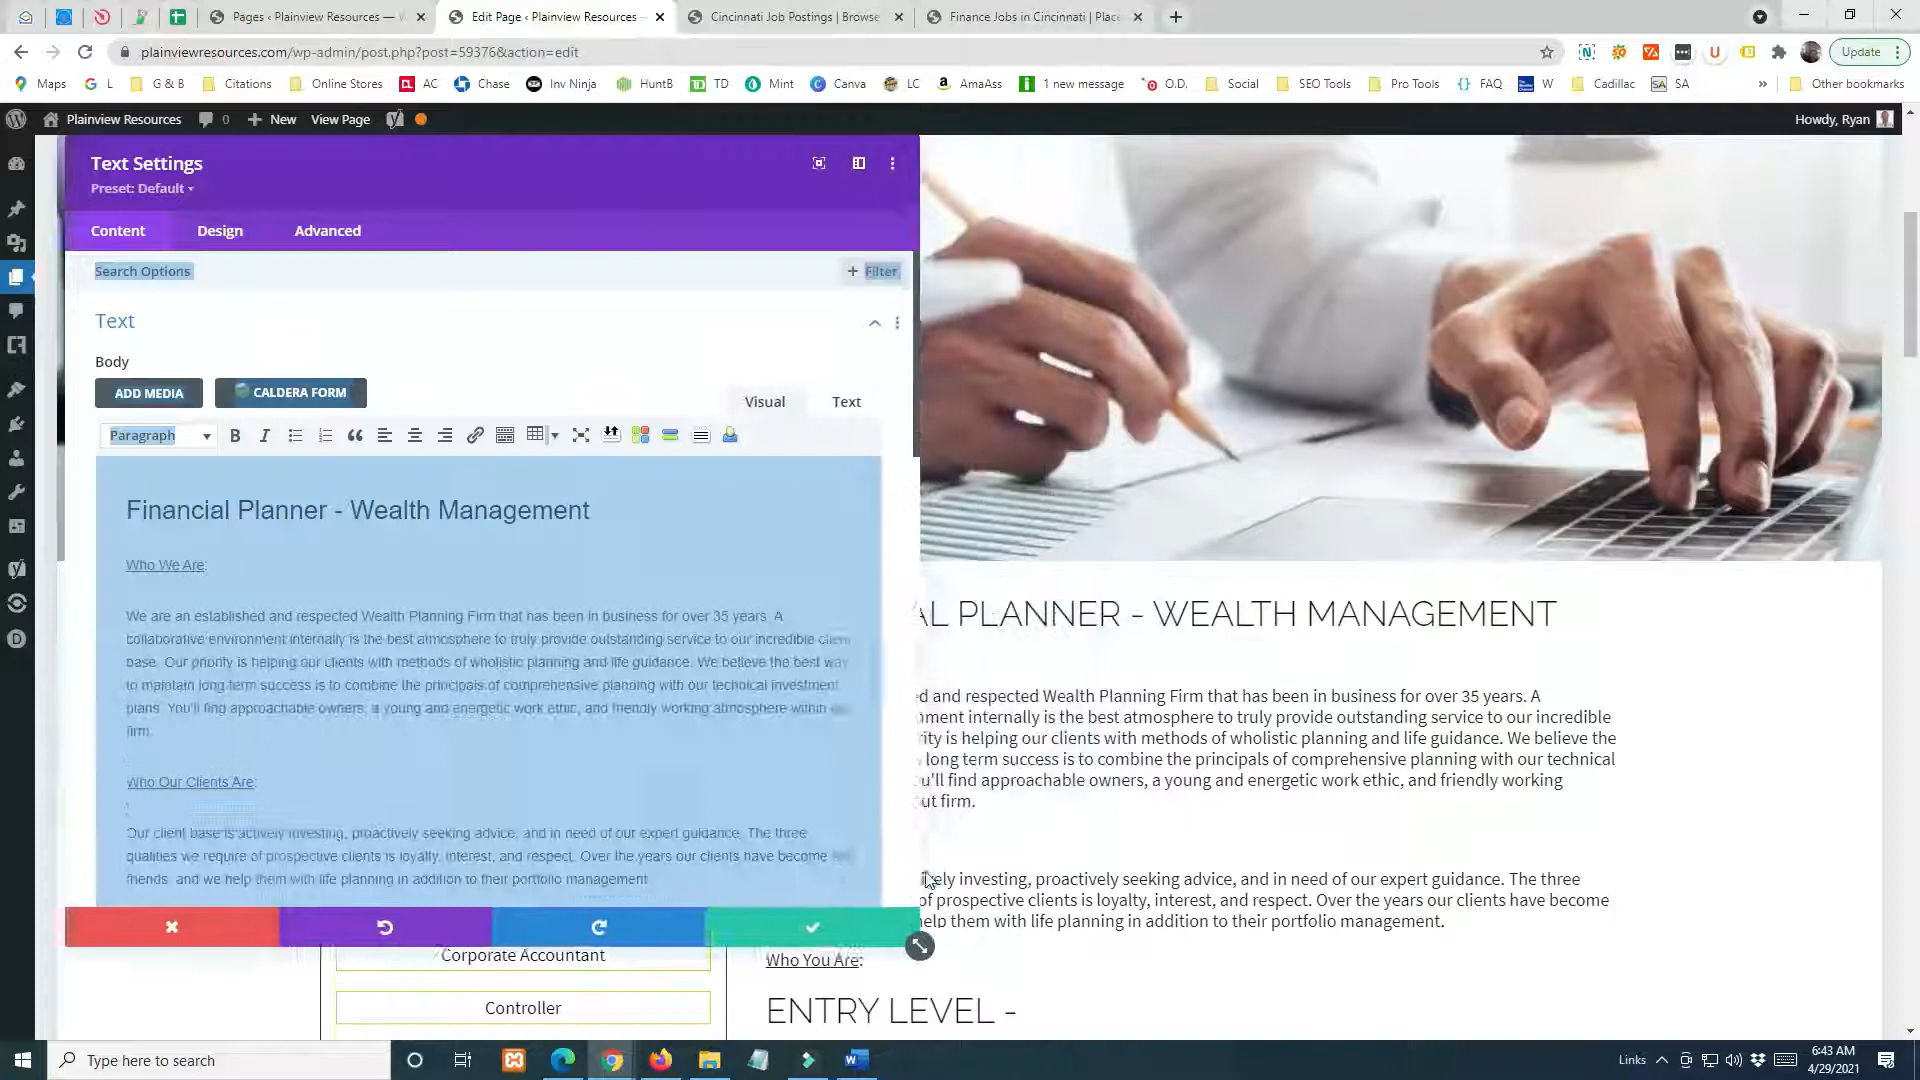 Pages ‹ Plainview Resources — W
Edit Page ‹ Plainview Resources —
Cincinnati Job Postings | Browse
Finance Jobs in Cincinnati | Place
plainviewresources.com/wp-admin/post.php?post=59376&action=edit
Update
Maps
L
G & B
Citations
Online Stores
AC
Chase
Inv Ninja
HuntB
TD
Mint
Canva
LC
AmaAss
1 new message
O.D.
Social
SEO Tools
Pro Tools
FAQ
W
Cadillac
SA
Other bookmarks
Plainview Resources
0
New
View Page
Howdy, Ryan
Text Settings
Preset: Default
Content
Design
Advanced
Search Options
+ Filter
Text
Body
ADD MEDIA
CALDERA FORM
Visual
Text
Paragraph
B
I
Financial Planner - Wealth Management
Who We Are:
We are an established and respected Wealth Planning Firm that has been in business for over 35 years. A
collaborative environment internally is the best atmosphere to truly provide outstanding service to our incredible client
base. Our priority is helping our clients with methods of wholistic planning and life guidance. We believe the best way
to maintain long term success is to combine the principals of comprehensive planning with our technical investment
plans. You'll find approachable owners, a young and energetic work ethic, and friendly working atmosphere within
firm.
Who Our Clients Are:
Our client base is actively investing, proactively seeking advice, and in need of our expert guidance. The three
qualities we require of prospective clients is loyalty, interest, and respect. Over the years our clients have become
friends, and we help them with life planning in addition to their portfolio management
AL PLANNER - WEALTH MANAGEMENT
ed and respected Wealth Planning Firm that has been in business for over 35 years. A
nment internally is the best atmosphere to truly provide outstanding service to our incredible
rity is helping our clients with methods of wholistic planning and life guidance. We believe the
long term success is to combine the principals of comprehensive planning with our technical
u'll find approachable owners, a young and energetic work ethic, and friendly working
ut firm.
ely investing, proactively seeking advice, and in need of our expert guidance. The three
of prospective clients is loyalty, interest, and respect. Over the years our clients have become
help them with life planning in addition to their portfolio management.
Corporate Accountant
Who You Are:
Controller
ENTRY LEVEL -
Type here to search
Links
6:43 AM
4/29/2021